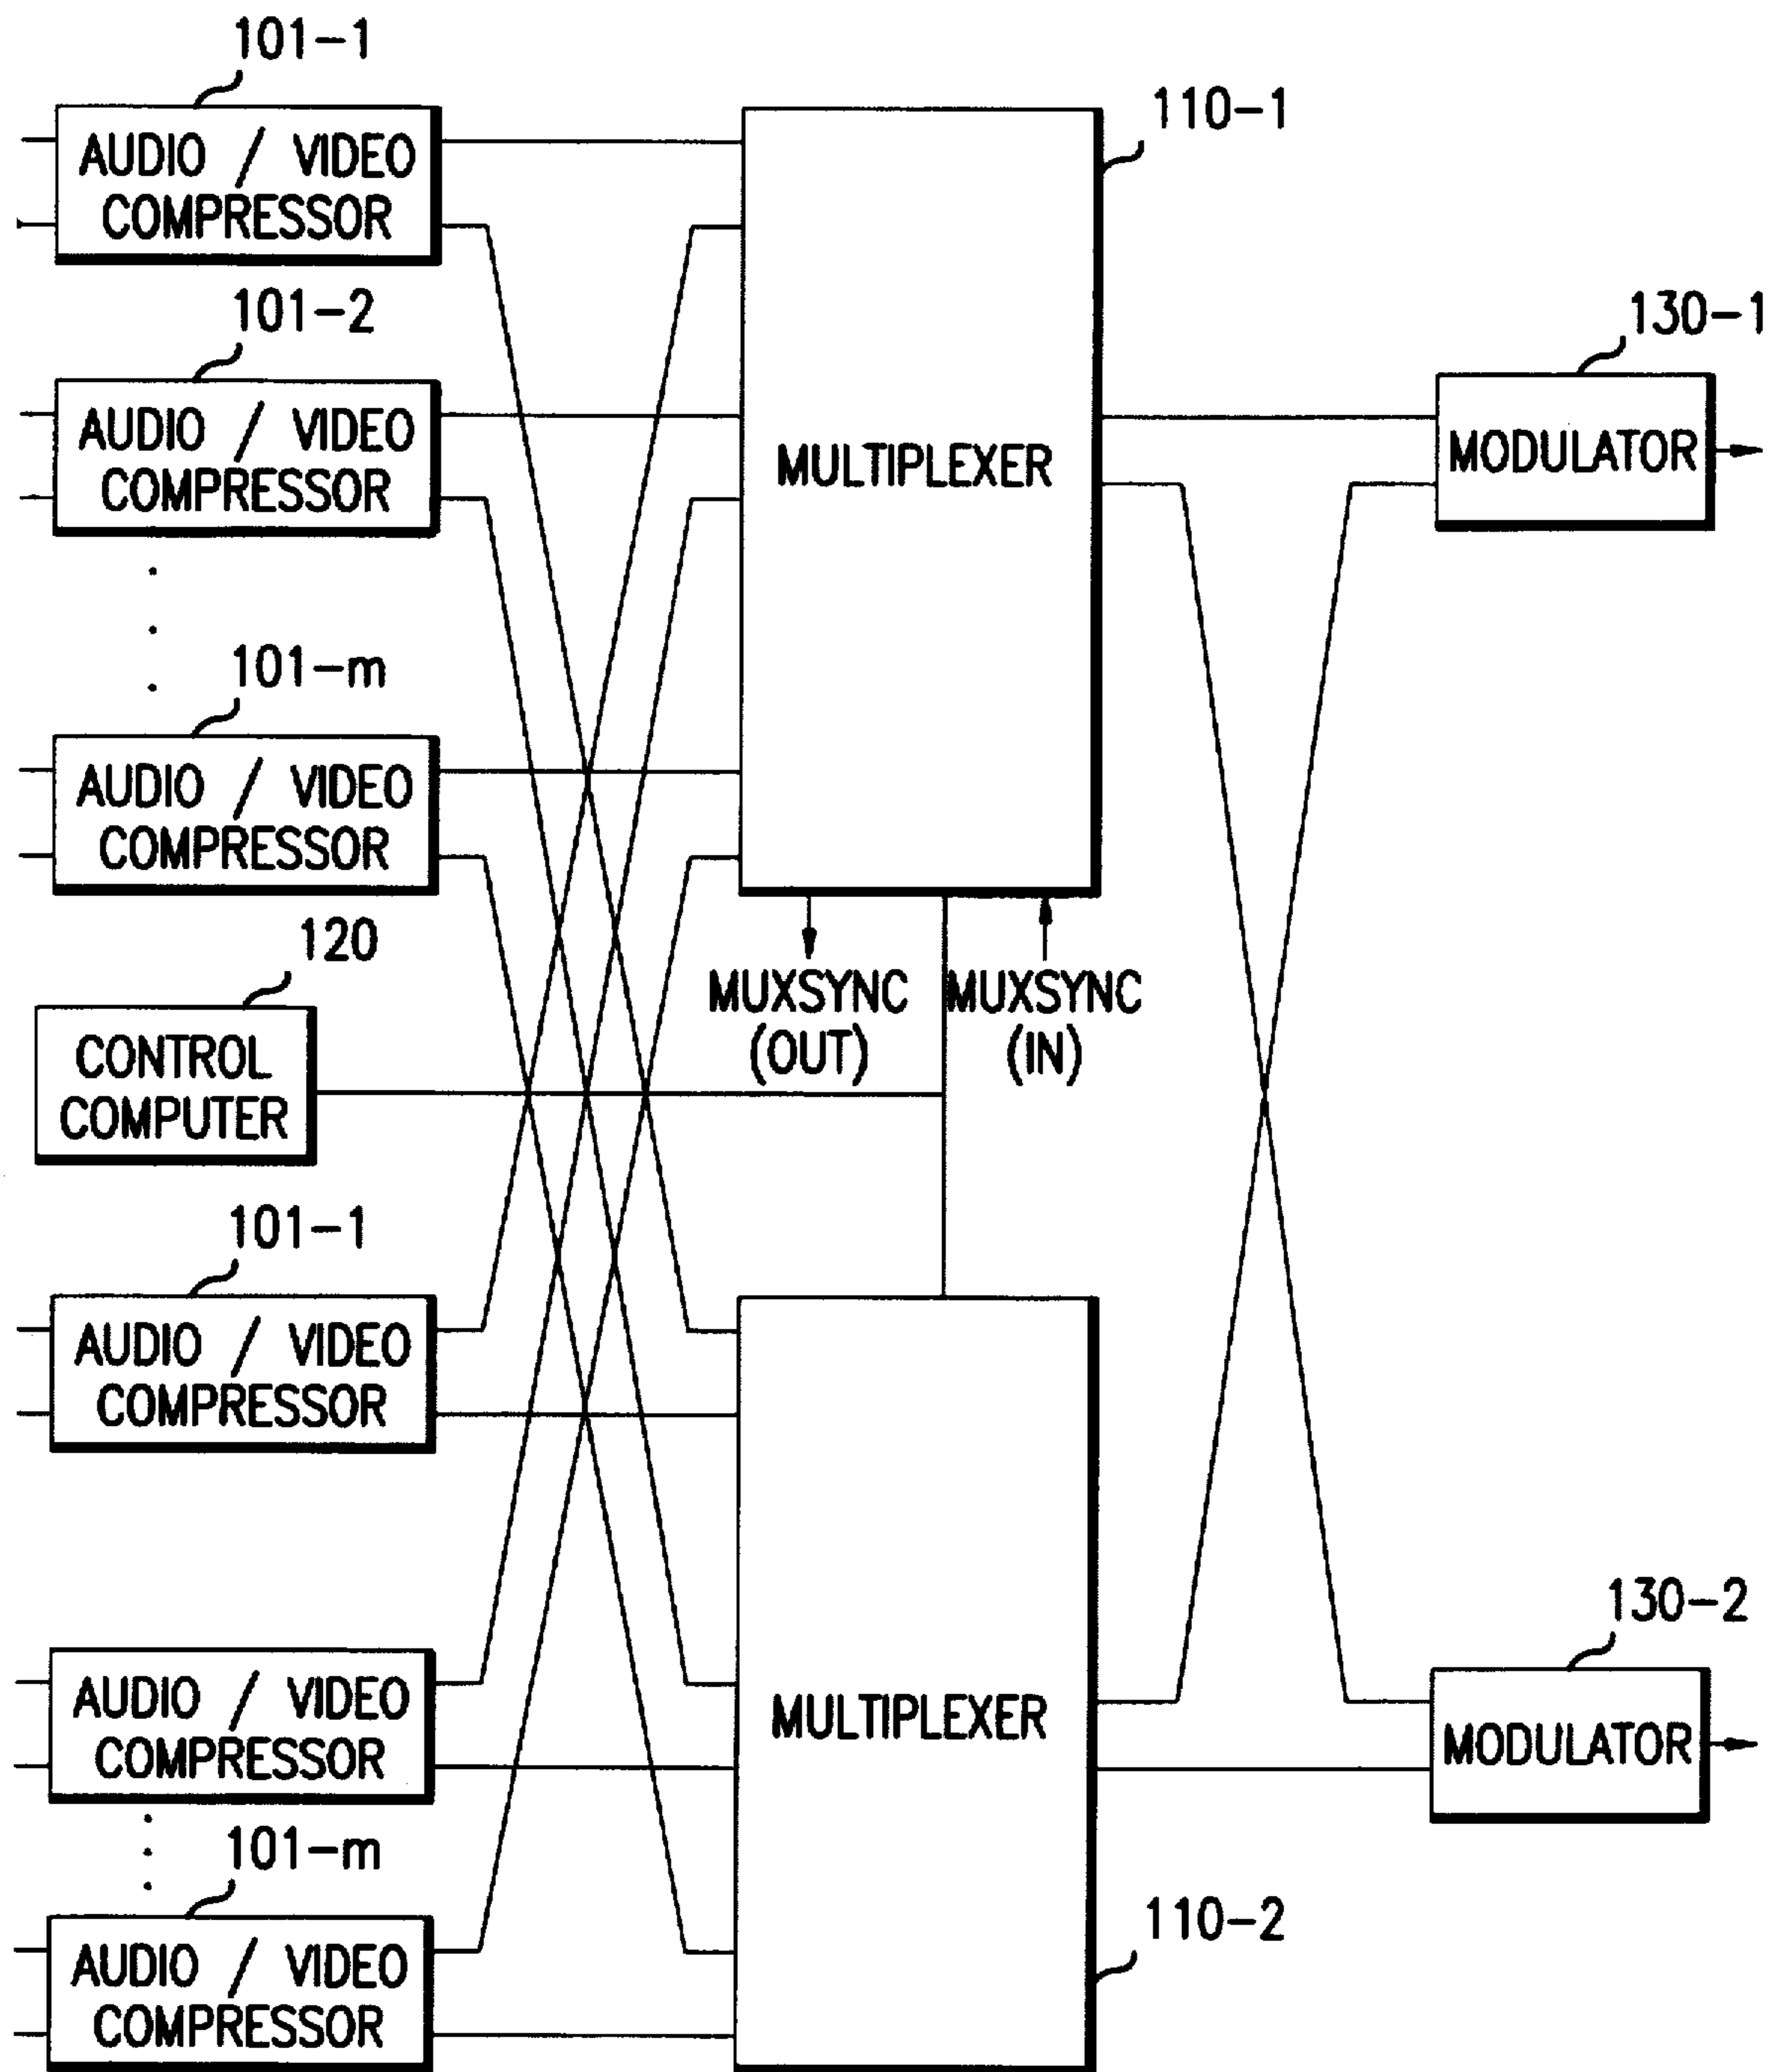 101-1
AUDIO / VIDEO
COMPRESSOR
110-1
101-2
AUDIO / VIDEO
COMPRESSOR
MULTIPLEXER
130-1
MODULATOR
101-m
AUDIO / VIDEO
COMPRESSOR
120
CONTROL
COMPUTER
MUXSYNC
(OUT)
MUXSYNC
(IN)
101-1
AUDIO / VIDEO
COMPRESSOR
AUDIO / VIDEO
COMPRESSOR
MULTIPLEXER
130-2
MODULATOR
101-m
AUDIO / VIDEO
COMPRESSOR
110-2